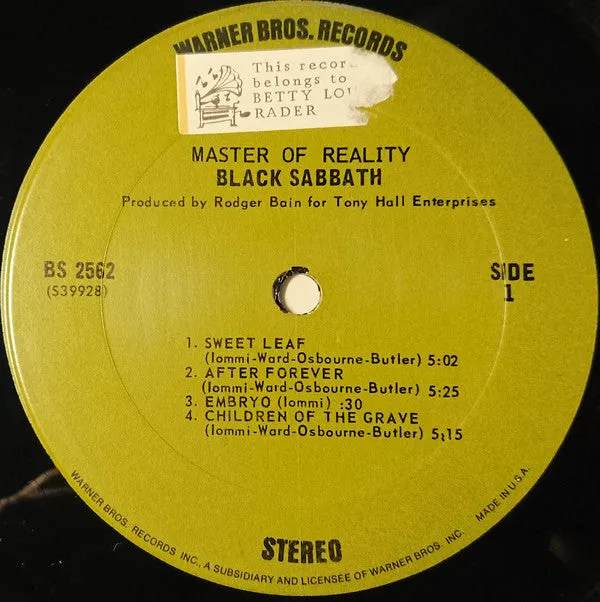 WARNER BROS. RECORDS
This
belongs to
BETTY
RADER
MASTER OF REALITY
BLACK SABBATH
Produced by Rodger Bain for Tony Hall Enterprises
BS 2562
(S39928)
SIDE
1
1. SWEET LEAF
(Iommi-Ward-Osbourne-Butler) 5:02
2. AFTER FOREVER
(Iommi-Ward-Osbourne-Butler) 5:25
3. EMBRYO (Iommi) :30
4. CHILDREN OF THE GRAVE
(Iommi-Ward-Osbourne-Butler) 5:15
STEREO
WARNER BROS. RECORDS INC., A SUBSIDIARY AND LICENSEE OF WARNER BROS. INC.
MADE IN U.S.A.